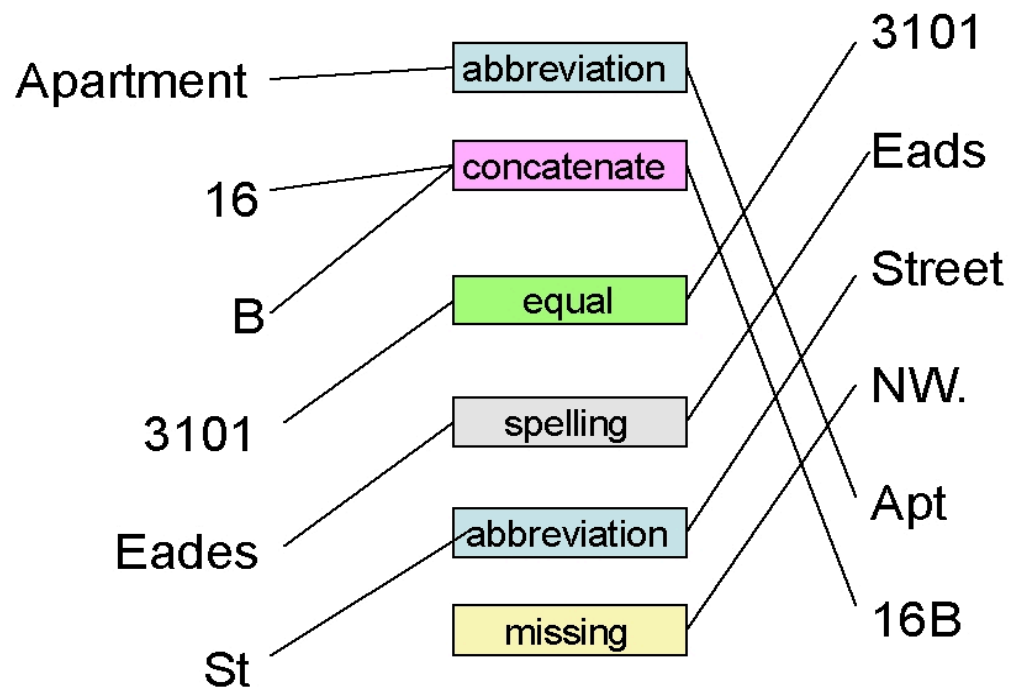 Apartment
16
B
3101
Eades
St
abbreviation
concatenate
equal
spelling
abbreviation
missing
3101
Eads
Street
NW.
Apt
16B